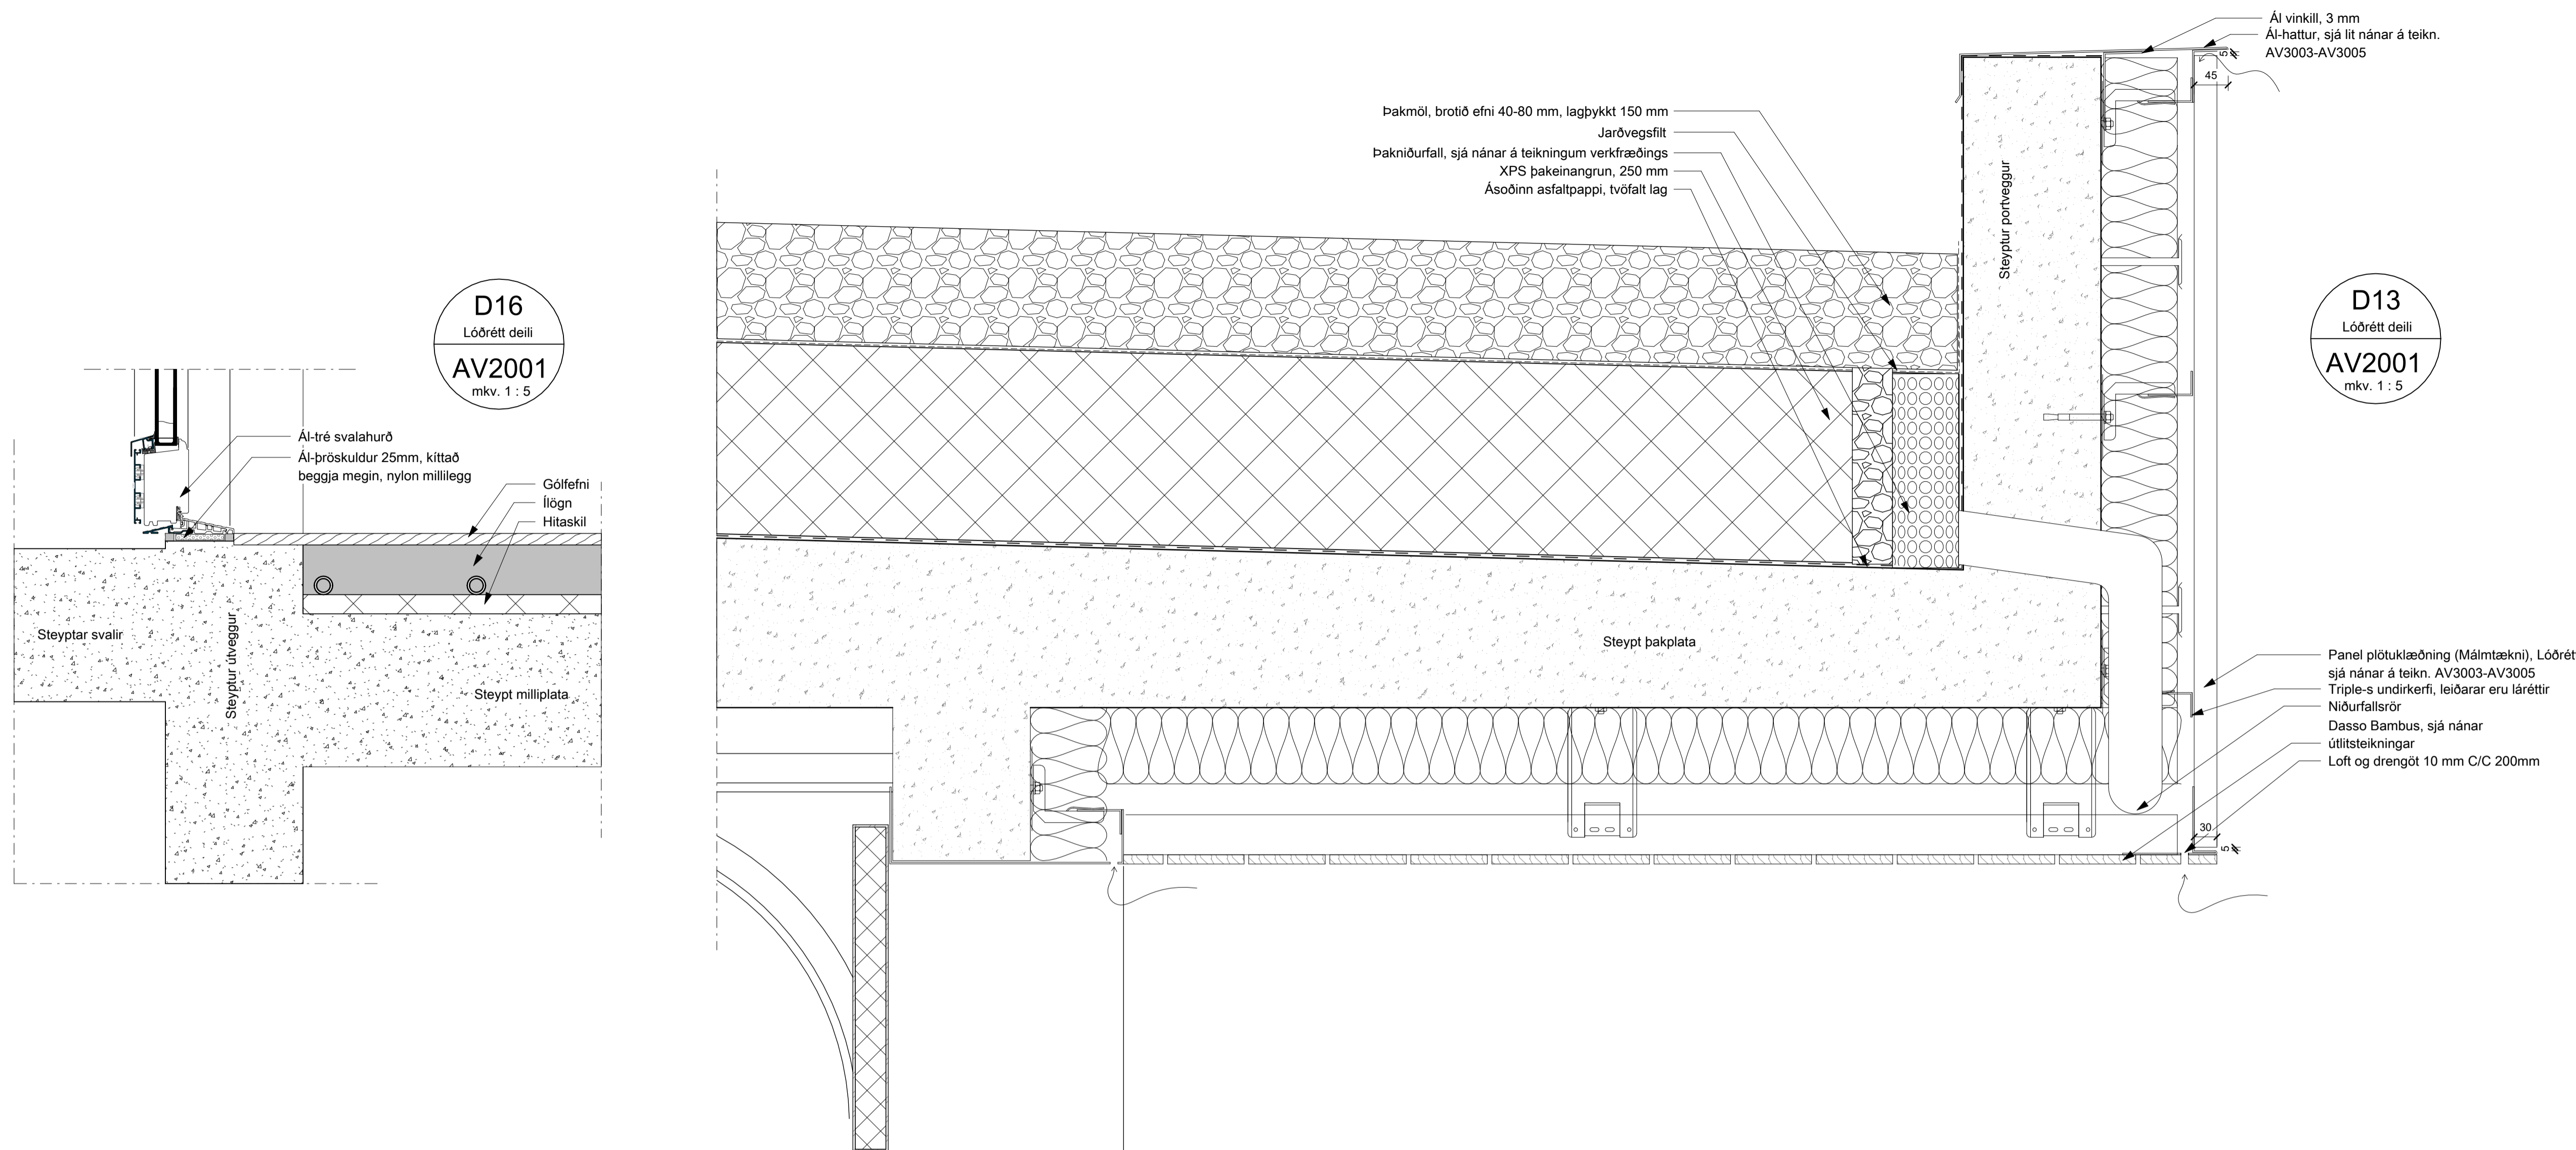 D16
Lóðrétt deili
AV2001
mkv. 1 : 5
Ál-tré svalahurð
Ál-þröskuldur 25mm, kíttað
beggja megin, nylon millilegg
Gólfefni
Ílögn
Hitaskil
Steyptar svalir
Steyptur útveggur
Steypt milliplata
Þakmöl, brotið efni 40-80 mm, lagþykkt 150 mm
Jarðvegsfilt
Þakniðurfall, sjá nánar á teikningum verkfræðings
XPS þakeinangrun, 250 mm
Ásoðinn asfaltpappi, tvöfalt lag
Steyptur portveggur
Steypt þakplata
Ál vinkill, 3 mm
Ál-hattur, sjá lit nánar á teikn.
AV3003-AV3005
5
45
D13
Lóðrétt deili
AV2001
mkv. 1 : 5
Panel plötuklæðning (Málmtækni), Lóðrét
sjá nánar á teikn. AV3003-AV3005
Triple-s undirkerfi, leiðarar eru láréttir
Niðurfallsrör
Dasso Bambus, sjá nánar
útlitsteikningar
Loft og drengöt 10 mm C/C 200mm
30
5